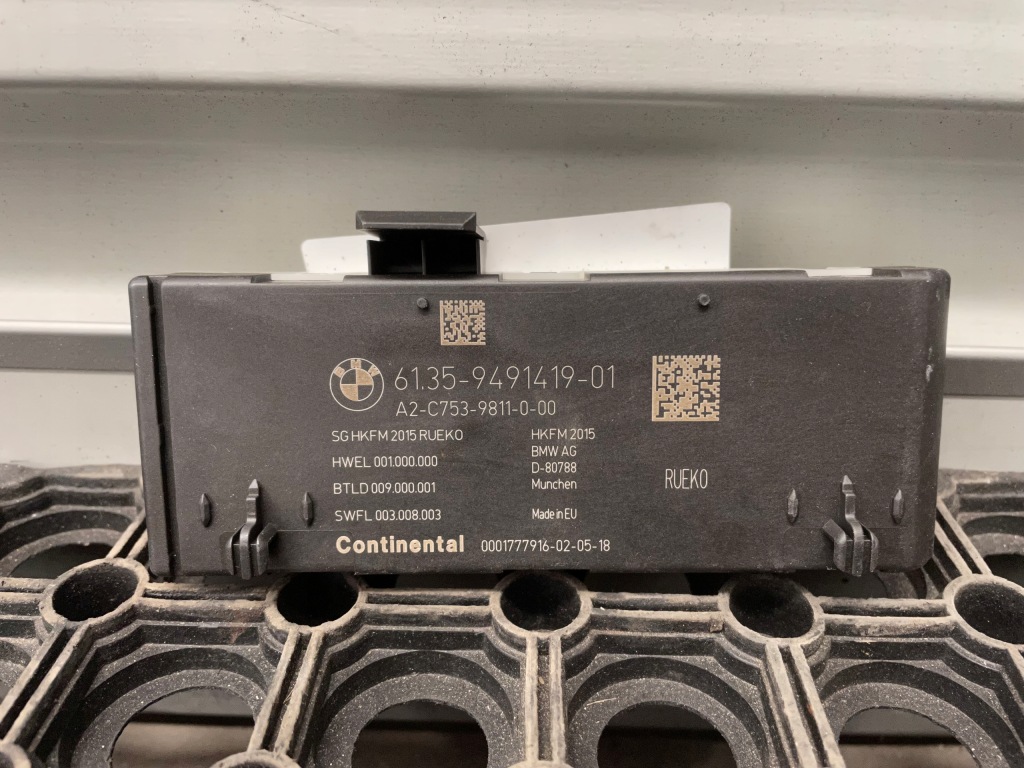 BMW
61.35-9491419-01
A2-C753-9811-0-00
SG HKFM 2015 RUEKO
HWEL 001.000.000
BTLD 009.000.001
SWFL 003.008.003
HKFM 2015
BMW AG
D-80788
Munchen
Made in EU
RUEKO
Continental 0001777916-02-05-18